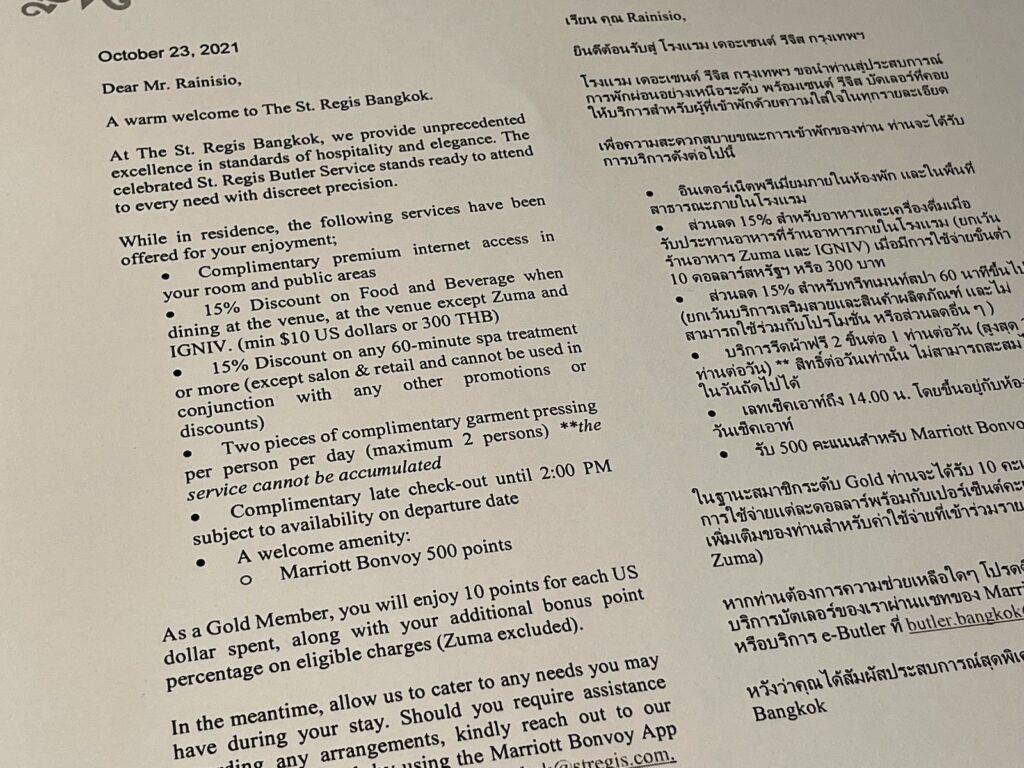 October 23, 2021
Dear Mr. Rainisio,
A warm welcome to The St. Regis Bangkok.
At The St. Regis Bangkok, we provide unprecedented
excellence in standards of hospitality and elegance. The
celebrated St. Regis Butler Service stands ready to attend
to every need with discreet precision.
While in residence, the following services have been
offered for your enjoyment;
• Complimentary premium internet access in
your room and public areas
• 15% Discount on Food and Beverage when
dining at the venue, at the venue except Zuma and
IGNIV. (min $10 US dollars or 300 THB)
• 15% Discount on any 60-minute spa treatment
or more (except salon & retail and cannot be used in
conjunction with any other promotions or
discounts)
• Two pieces of complimentary garment pressing
per person per day (maximum 2 persons) **the
service cannot be accumulated
• Complimentary late check-out until 2:00 PM
subject to availability on departure date
• A welcome amenity:
o Marriott Bonvoy 500 points
As a Gold Member, you will enjoy 10 points for each US
dollar spent, along with your additional bonus point
percentage on eligible charges (Zuma excluded).
In the meantime, allow us to cater to any needs you may
have during your stay. Should you require assistance
any arrangements, kindly reach out to our
using the Marriott Bonvoy App
@stregis.com.
เรียน คุณ Rainisio,
ยินดีต้อนรับสู่ โรงแรม เดอะเซนต์ รีจิส กรุงเทพฯ
โรงแรม เดอะเซนต์ รีจิส กรุงเทพฯ ขอนำท่านสู่ประสบการณ์
การพักผ่อนอย่างเหนือระดับ พร้อมเซนต์ รีจิส บัตเลอร์ที่คอย
ให้บริการสำหรับผู้ที่เข้าพักด้วยความใส่ใจในทุกรายละเอียด
เพื่อความสะดวกสบายขณะการเข้าพักของท่าน ท่านจะได้รับ
การบริการดังต่อไปนี้
• อินเตอร์เน็ตพรีเมียมภายในห้องพัก และในพื้นที่
สาธารณะภายในโรงแรม
• ส่วนลด 15% สำหรับอาหารและเครื่องดื่มเมื่อ
รับประทานอาหารที่ร้านอาหารภายในโรงแรม (ยกเว้น
ร้านอาหาร Zuma และ IGNIV) เมื่อมีการใช้จ่ายขั้นต่ำ
10 ดอลลาร์สหรัฐฯ หรือ 300 บาท
• ส่วนลด 15% สำหรับทรีทเมนท์สปา 60 นาทีขึ้นไป
(ยกเว้นบริการเสริมสวยและสินค้าผลิตภัณฑ์ และไม่
สามารถใช้ร่วมกับโปรโมชั่น หรือส่วนลดอื่น ๆ )
• บริการรีดผ้าฟรี 2 ชิ้นต่อ 1 ท่านต่อวัน (สูงสุด
ท่านต่อวัน) ** สิทธิ์ต่อวันเท่านั้น ไม่สามารถสะสม
ในวันถัดไปได้
• เลทเช็คเอาท์ถึง 14.00 น. โดยขึ้นอยู่กับห้อง
วันเช็คเอาท์
• รับ 500 คะแนนสำหรับ Marriott Bonvo
ในฐานะสมาชิกระดับ Gold ท่านจะได้รับ 10 คะแ
การใช้จ่ายแต่ละดอลลาร์พร้อมกับเปอร์เซ็นต์คะ
เพิ่มเติมของท่านสำหรับค่าใช้จ่ายที่เข้าร่วมราย
Zuma)
หากท่านต้องการความช่วยเหลือใดๆ โปรดติ
บริการบัตเลอร์ของเราผ่านแชทของ Marri
หรือบริการ e-Butler ที่ butler.bangkok
หวังว่าคุณได้สัมผัสประสบการณ์สุดพิเศ
Bangkok